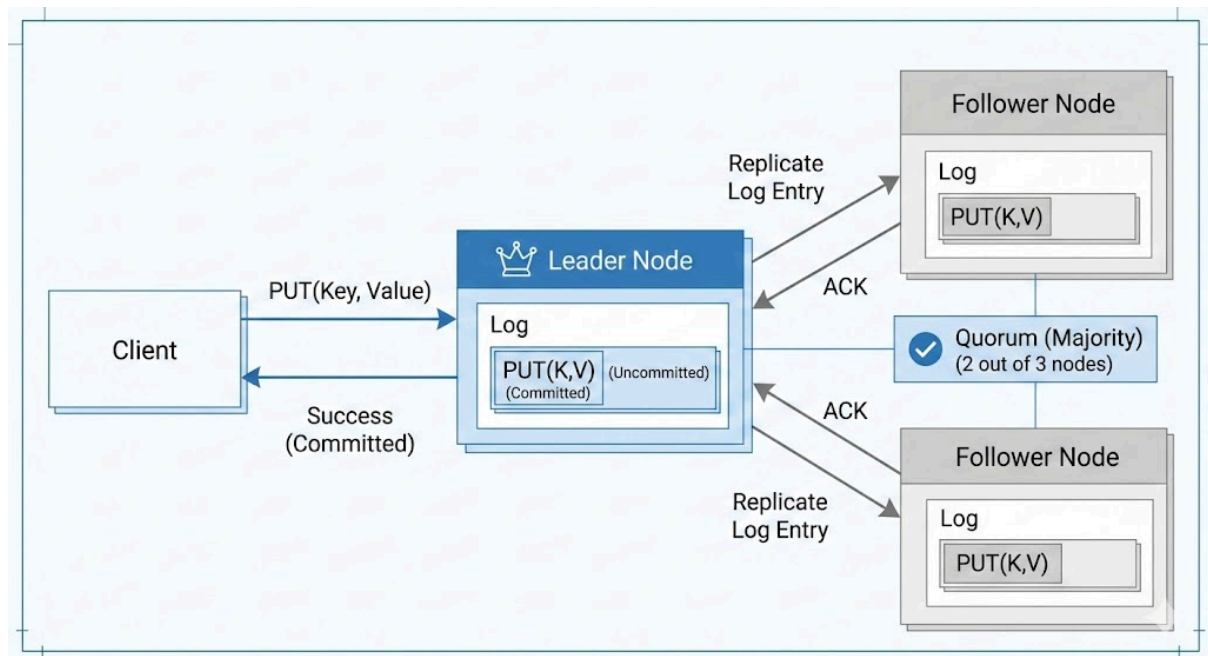 Client
PUT(Key, Value)
Success
(Committed)
Leader Node
Log
PUT(K,V)
(Committed)
(Uncommitted)
Replicate
Log Entry
ACK
Follower Node
Log
PUT(K,V)
Quorum (Majority)
(2 out of 3 nodes)
ACK
Replicate
Log Entry
Follower Node
Log
PUT(K,V)